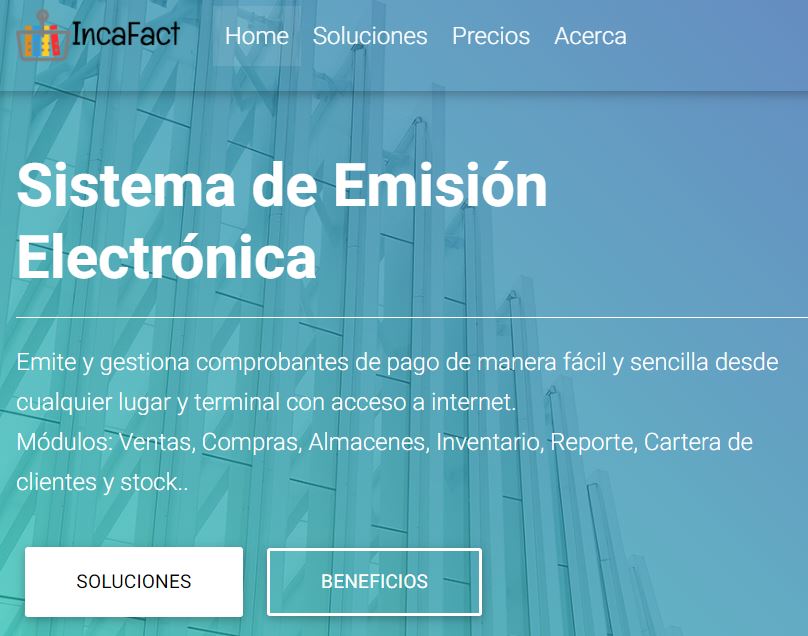 IncaFact
Home Soluciones Precios Acerca
Sistema de Emisión
Electrónica
Emite y gestiona comprobantes de pago de manera fácil y sencilla desde
cualquier lugar y terminal con acceso a internet.
Módulos: Ventas, Compras, Almacenes, Inventario, Reporte, Cartera de
clientes y stock..
SOLUCIONES BENEFICIOS